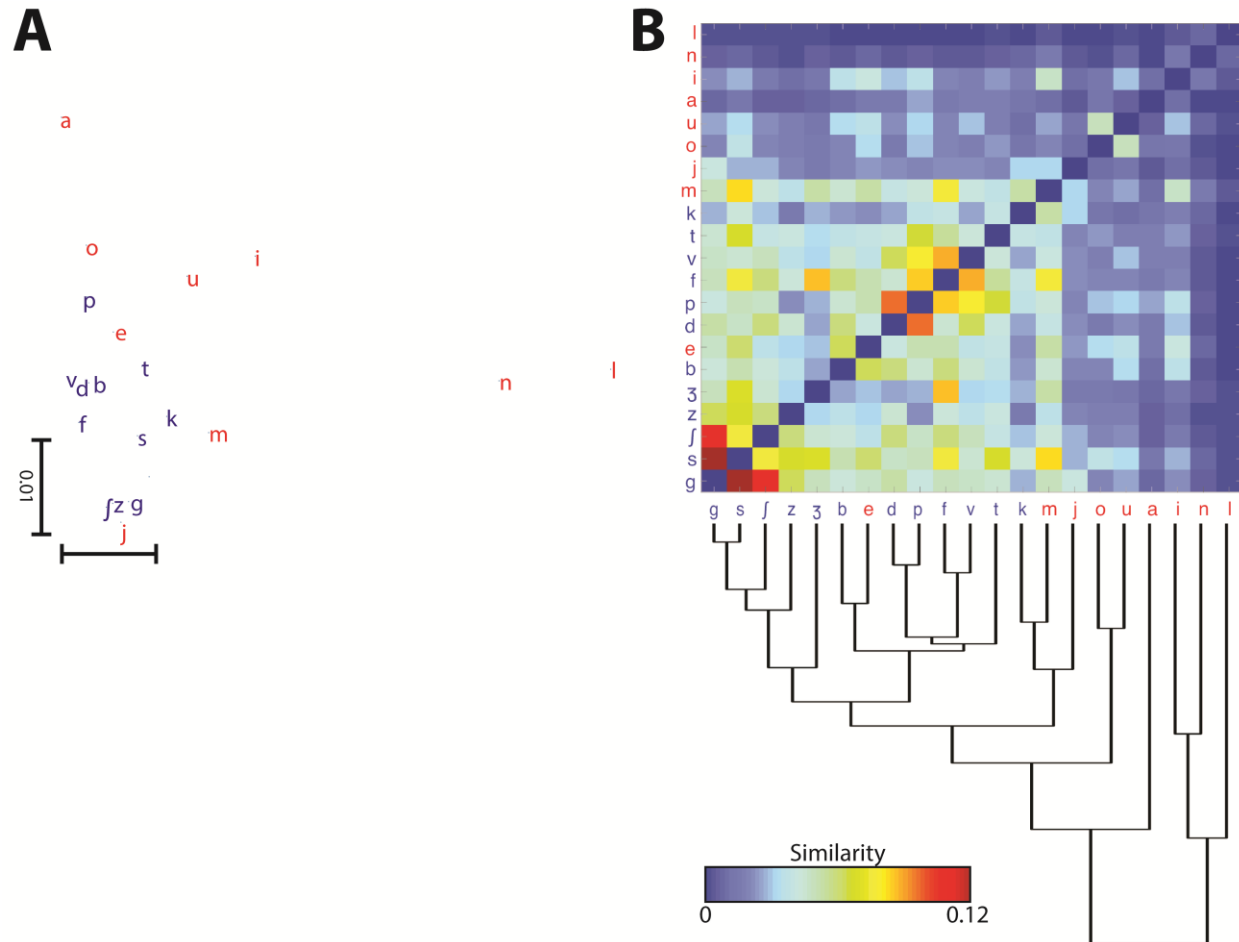 A
a
o
i
u
p
e
t
v d b
n
l
f
k
s
m
0.01
ʃ z g
j
B
l
n
i
a
u
o
j
m
k
t
v
f
p
d
e
b
ʒ
z
ʃ
s
g
g s ʃ z ʒ b e d p f v t k m j o u a i n l
Similarity
0 0.12